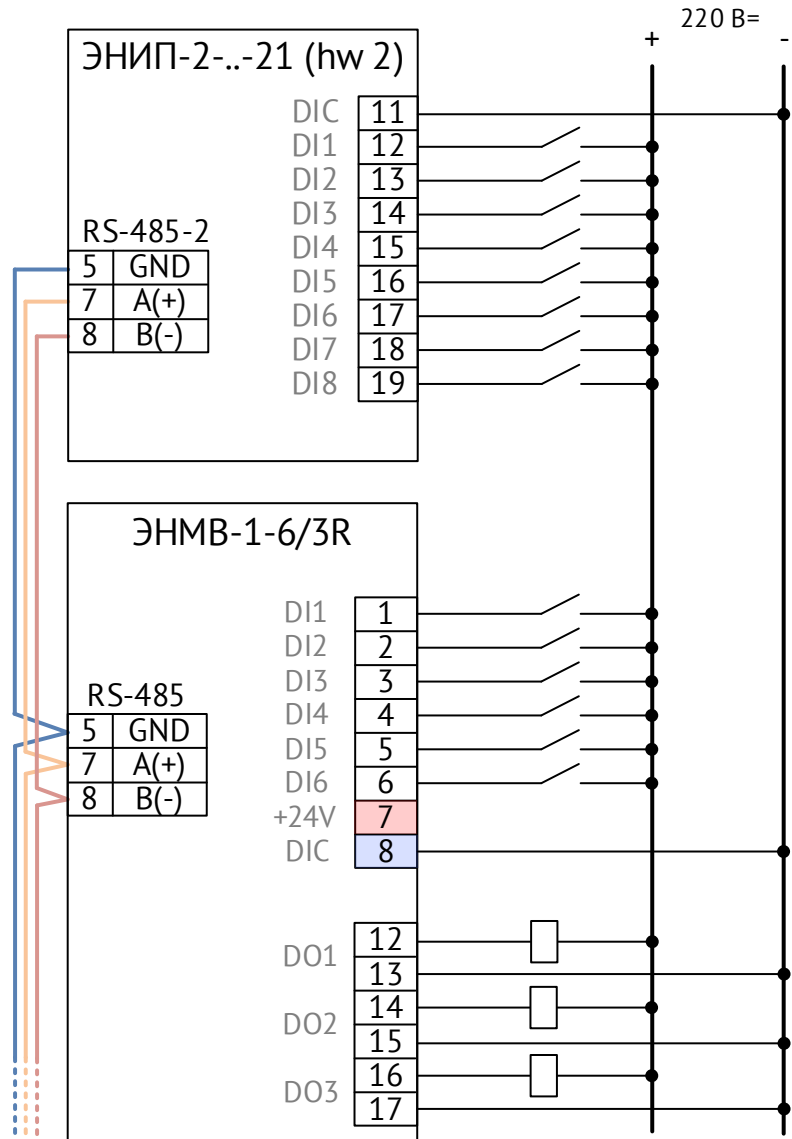 220 В=
+ -
ЭНИП-2-..-21 (hw 2)
DIC 11
DI1 12
DI2 13
DI3 14
DI4 15
DI5 16
DI6 17
DI7 18
DI8 19
RS-485-2
5 GND
7 A(+)
8 B(-)
ЭНМВ-1-6/3R
DI1 1
DI2 2
DI3 3
DI4 4
DI5 5
DI6 6
+24V 7
DIC 8
RS-485
5 GND
7 A(+)
8 B(-)
DO1
12
13
DO2
14
15
DO3
16
17